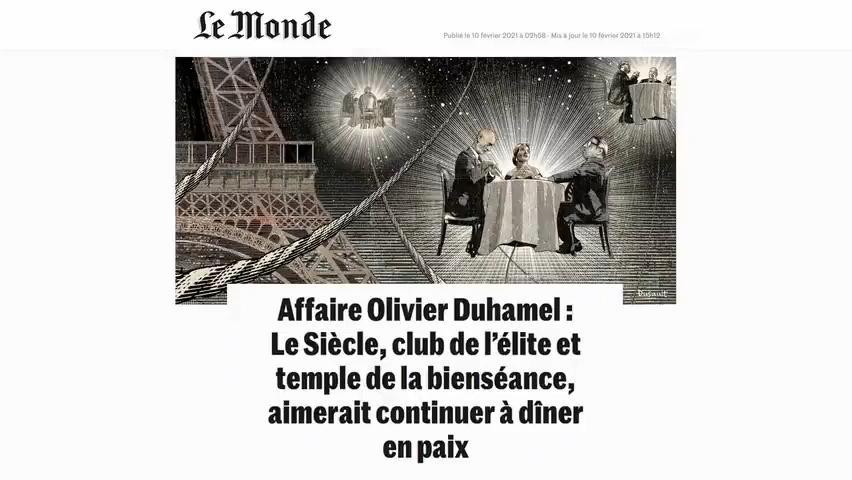 Le Monde
Publié le 10 février 2021 à 02h58 - Mis à jour le 10 février 2021 à 15h12
Dusault
Affaire Olivier Duhamel :
Le Siècle, club de l'élite et
temple de la bienséance,
aimerait continuer à dîner
en paix